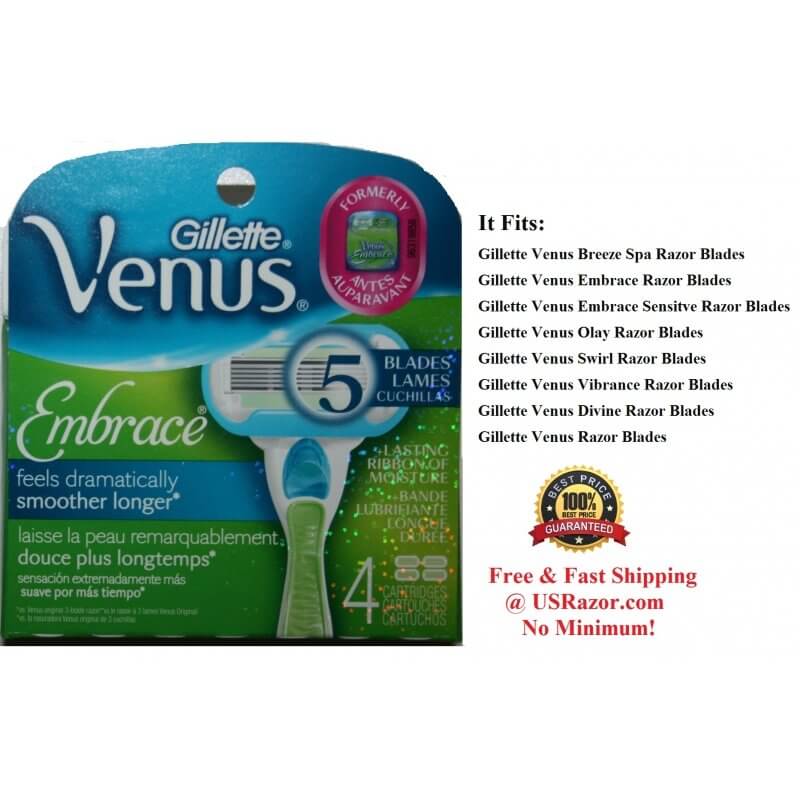 Gillette®
Venus®
FORMERLY
Venus
Embrace
96311898
ANTES
AUPARAVANT
5
BLADES
LAMES
CUCHILLAS
Embrace®
feels dramatically
smoother longer*
laisse la peau remarquablement
douce plus longtemps*
sensación extremadamente más
suave por más tiempo*
LASTING
RIBBON OF
MOISTURE
BANDE
LUBRIFIANTE
LONGUE
DURÉE
4
CARTRIDGES
CARTOUCHES
CARTUCHOS
It Fits:
Gillette Venus Breeze Spa Razor Blades
Gillette Venus Embrace Razor Blades
Gillette Venus Embrace Sensitve Razor Blades
Gillette Venus Olay Razor Blades
Gillette Venus Swirl Razor Blades
Gillette Venus Vibrance Razor Blades
Gillette Venus Divine Razor Blades
Gillette Venus Razor Blades
BEST PRICE
100%
BEST PRICE
GUARANTEED
Free & Fast Shipping
@ USRazor.com
No Minimum!